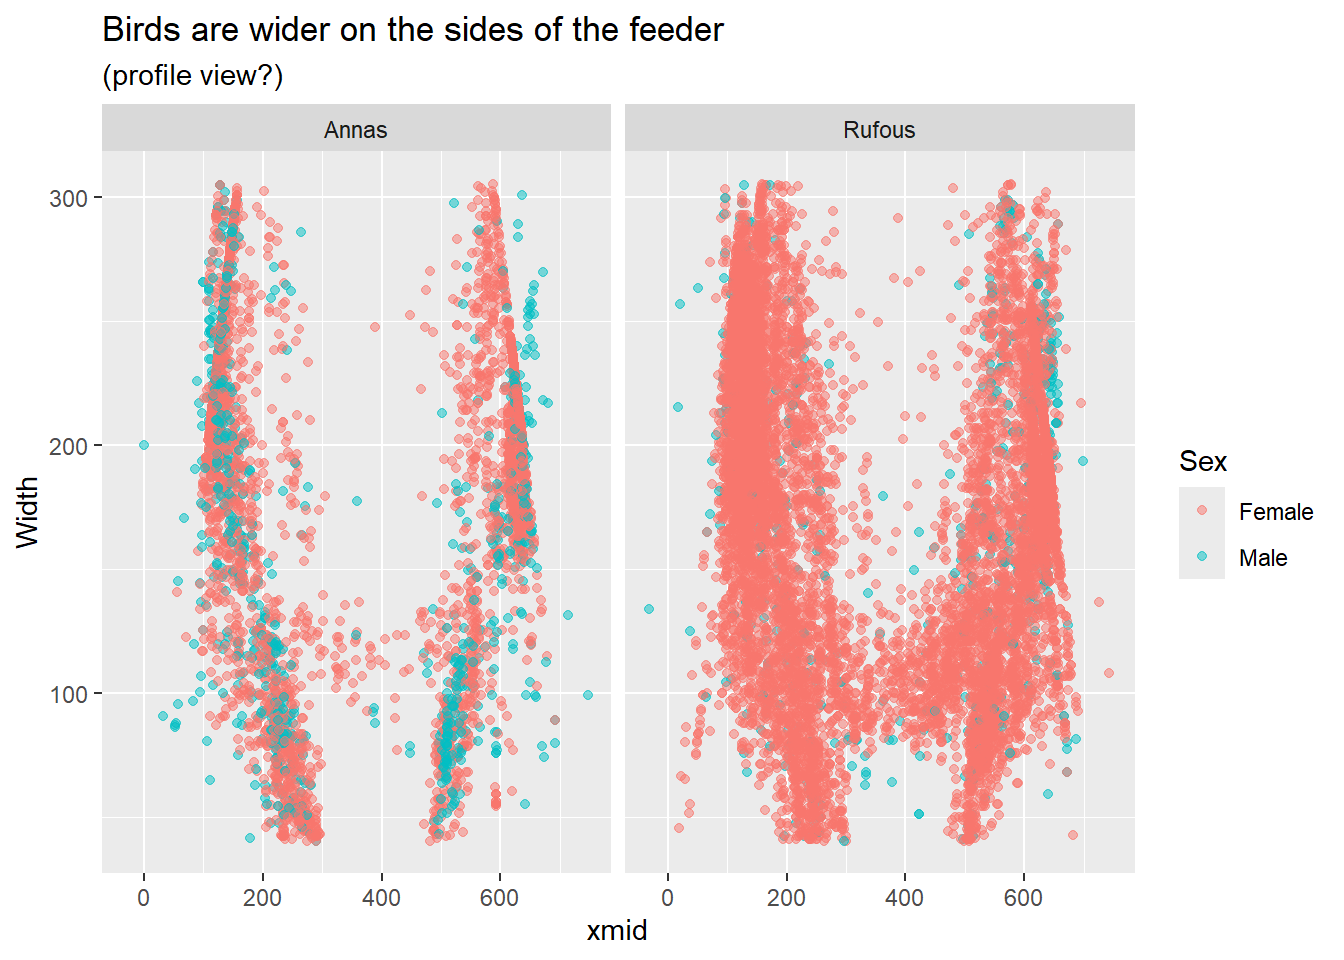 Birds are wider on the sides of the feeder
(profile view?)
Annas
Rufous
300
200
100
Width
0
200
400
600
0
200
400
600
xmid
Sex
Female
Male